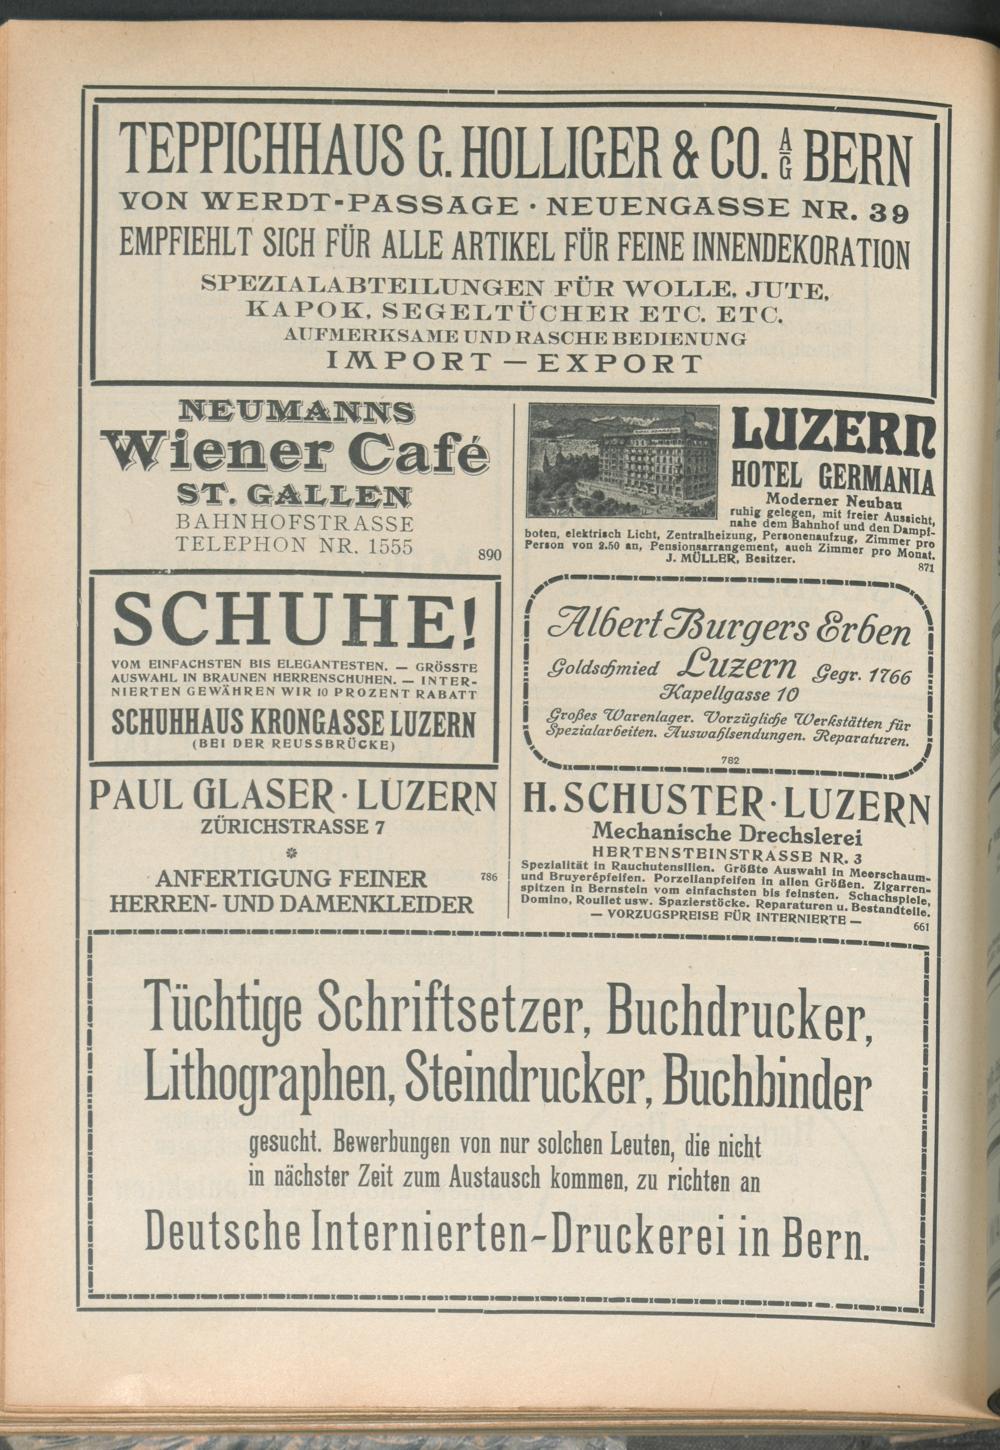 TEPPICHHAUS G. HOLLIGER & CO. A G BERN
VON WERDT-PASSAGE · NEUENGASSE NR. 39
EMPFIEHLT SICH FÜR ALLE ARTIKEL FÜR FEINE INNENDEKORATION
SPEZIALABTEILUNGEN FÜR WOLLE, JUTE,
KAPOK, SEGELTÜCHER ETC. ETC.
AUFMERKSAME UND RASCHE BEDIENUNG
IMPORT — EXPORT
NEUMANNS
Wiener Café
ST. GALLEN
BAHNHOFSTRASSE
TELEPHON NR. 1555
890
LUZERN
HOTEL GERMANIA
Moderner Neubau
ruhig gelegen, mit freier Aussicht,
nahe dem Bahnhof und den Dampf-
boten, elektrisch Licht, Zentralheizung, Personenaufzug, Zimmer pro
Person von 2.50 an, Pensionsarrangement, auch Zimmer pro Monat.
J. MÜLLER, Besitzer.
871
SCHUHE!
VOM EINFACHSTEN BIS ELEGANTESTEN. — GRÖSSTE
AUSWAHL IN BRAUNEN HERRENSCHUHEN. — INTER-
NIERTEN GEWÄHREN WIR 10 PROZENT RABATT
SCHUHHAUS KRONGASSE LUZERN
(BEI DER REUSSBRÜCKE)
Albert Burgers Erben
Goldschmied Luzern Gegr. 1766
Kapellgasse 10
Großes Warenlager. Vorzügliche Werkstätten für
Spezialarbeiten. Auswahlsendungen. Reparaturen.
782
PAUL GLASER · LUZERN
ZÜRICHSTRASSE 7
ANFERTIGUNG FEINER
HERREN- UND DAMENKLEIDER
786
H. SCHUSTER · LUZERN
Mechanische Drechslerei
HERTENSTEINSTRASSE NR. 3
Spezialität in Rauchutensilien. Größte Auswahl in Meerschaum-
und Bruyerépfeifen. Porzellanpfeifen in allen Größen. Zigarren-
spitzen in Bernstein vom einfachsten bis feinsten. Schachspiele,
Domino, Roullet usw. Spazierstöcke. Reparaturen u. Bestandteile.
— VORZUGSPREISE FÜR INTERNIERTE —
661
Tüchtige Schriftsetzer, Buchdrucker,
Lithographen, Steindrucker, Buchbinder
gesucht. Bewerbungen von nur solchen Leuten, die nicht
in nächster Zeit zum Austausch kommen, zu richten an
Deutsche Internierten-Druckerei in Bern.